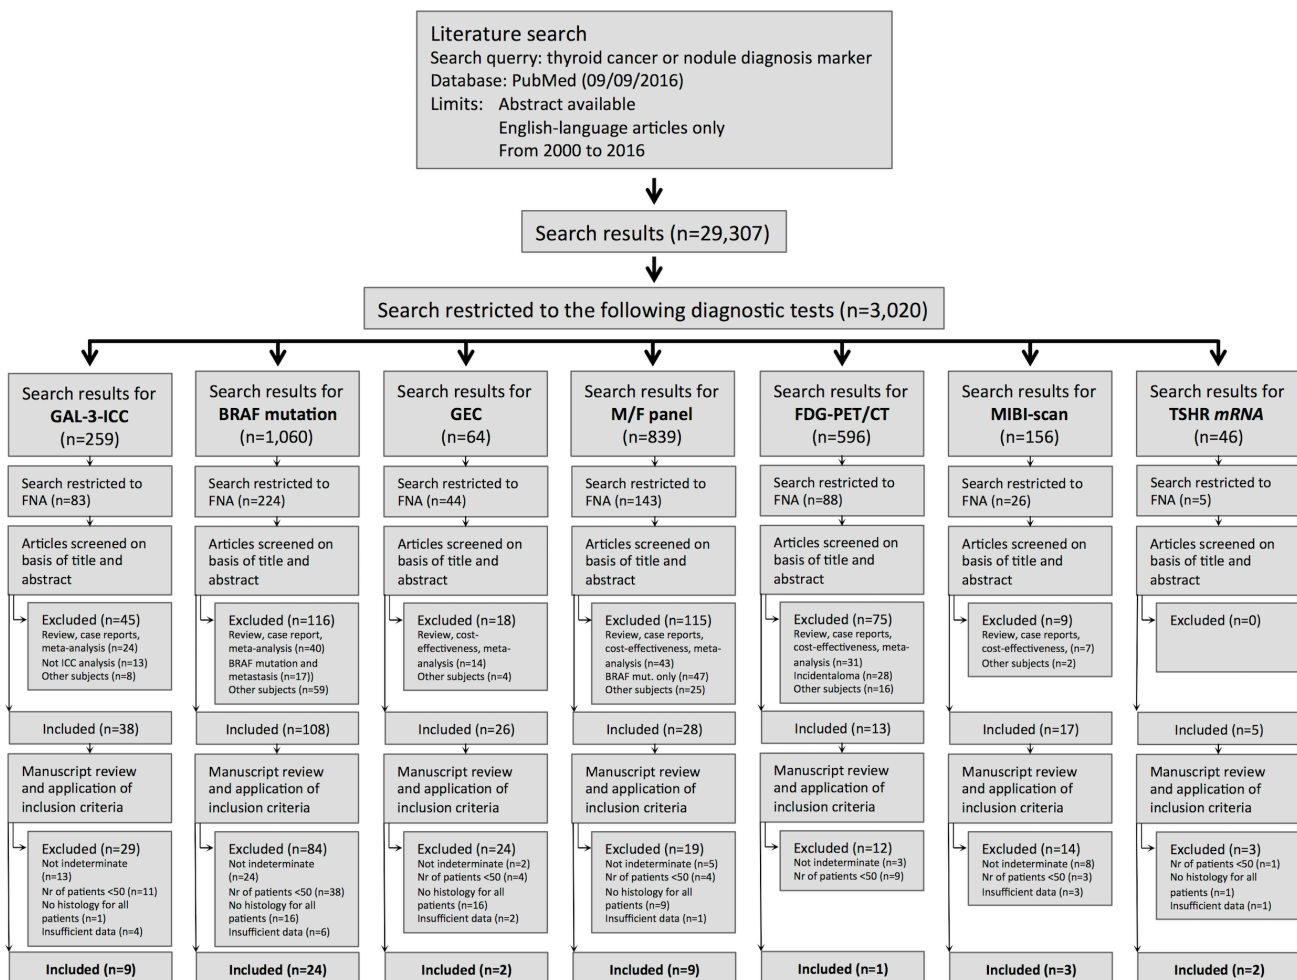 Literature search
Search querry: thyroid cancer or nodule diagnosis marker
Database: PubMed (09/09/2016)
Limits: Abstract available
English-language articles only
From 2000 to 2016
Search results (n=29,307)
Search restricted to the following diagnostic tests (n=3,020)
Search results for
GAL-3-ICC
(n=259)
Search restricted to
FNA (n=83)
Articles screened on
basis of title and
abstract
Excluded (n=45)
Review, case reports,
meta-analysis (n=24)
Not ICC analysis (n=13)
Other subjects (n=8)
Included (n=38)
Manuscript review
and application of
inclusion criteria
Excluded (n=29)
Not indeterminate
(n=13)
Nr of patients <50 (n=11)
No histology for all
patients (n=1)
Insufficient data (n=4)
Included (n=9)
Search results for
BRAF mutation
(n=1,060)
Search restricted to
FNA (n=224)
Articles screened on
basis of title and
abstract
Excluded (n=116)
Review, case report,
meta-analysis (n=40)
BRAF mutation and
metastasis (n=17))
Other subjects (n=59)
Included (n=108)
Manuscript review
and application of
inclusion criteria
Excluded (n=84)
Not indeterminate
(n=24)
Nr of patients <50 (n=38)
No histology for all
patients (n=16)
Insufficient data (n=6)
Included (n=24)
Search results for
GEC
(n=64)
Search restricted to
FNA (n=44)
Articles screened on
basis of title and
abstract
Excluded (n=18)
Review, cost-
effectiveness, meta-
analysis (n=14)
Other subjects (n=4)
Included (n=26)
Manuscript review
and application of
inclusion criteria
Excluded (n=24)
Not indeterminate (n=2)
Nr of patients <50 (n=4)
No histology for all
patients (n=16)
Insufficient data (n=2)
Included (n=2)
Search results for
M/F panel
(n=839)
Search restricted to
FNA (n=143)
Articles screened on
basis of title and
abstract
Excluded (n=115)
Review, case reports,
cost-effectiveness, meta-
analysis (n=43)
BRAF mut. only (n=47)
Other subjects (n=25)
Included (n=28)
Manuscript review
and application of
inclusion criteria
Excluded (n=19)
Not indeterminate (n=5)
Nr of patients <50 (n=4)
No histology for all
patients (n=9)
Insufficient data (n=1)
Included (n=9)
Search results for
FDG-PET/CT
(n=596)
Search restricted to
FNA (n=88)
Articles screened on
basis of title and
abstract
Excluded (n=75)
Review, case reports,
cost-effectiveness, meta-
analysis (n=31)
Incidentaloma (n=28)
Other subjects (n=16)
Included (n=13)
Manuscript review
and application of
inclusion criteria
Excluded (n=12)
Not indeterminate (n=3)
Nr of patients <50 (n=9)
Included (n=1)
Search results for
MIBI-scan
(n=156)
Search restricted to
FNA (n=26)
Articles screened on
basis of title and
abstract
Excluded (n=9)
Review, case reports,
cost-effectiveness, (n=7)
Other subjects (n=2)
Included (n=17)
Manuscript review
and application of
inclusion criteria
Excluded (n=14)
Not indeterminate (n=8)
Nr of patients <50 (n=3)
Insufficient data (n=3)
Included (n=3)
Search results for
TSHR mRNA
(n=46)
Search restricted to
FNA (n=5)
Articles screened on
basis of title and
abstract
Excluded (n=0)
Included (n=5)
Manuscript review
and application of
inclusion criteria
Excluded (n=3)
Nr of patients <50 (n=1)
No histology for all
patients (n=1)
Insufficient data (n=1)
Included (n=2)